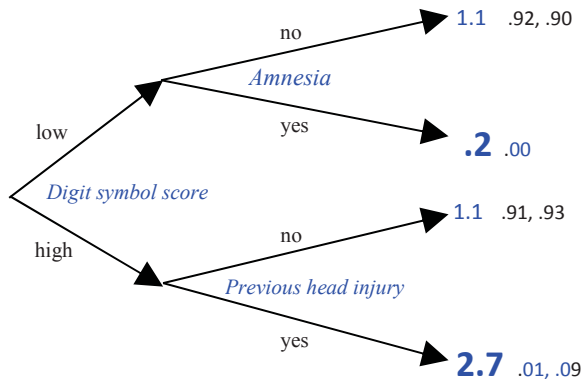 no
1.1 .92, .90
Amnesia
low
yes
.2 .00
Digit symbol score
1.1 .91, .93
high
no
Previous head injury
yes
2.7 .01, .09